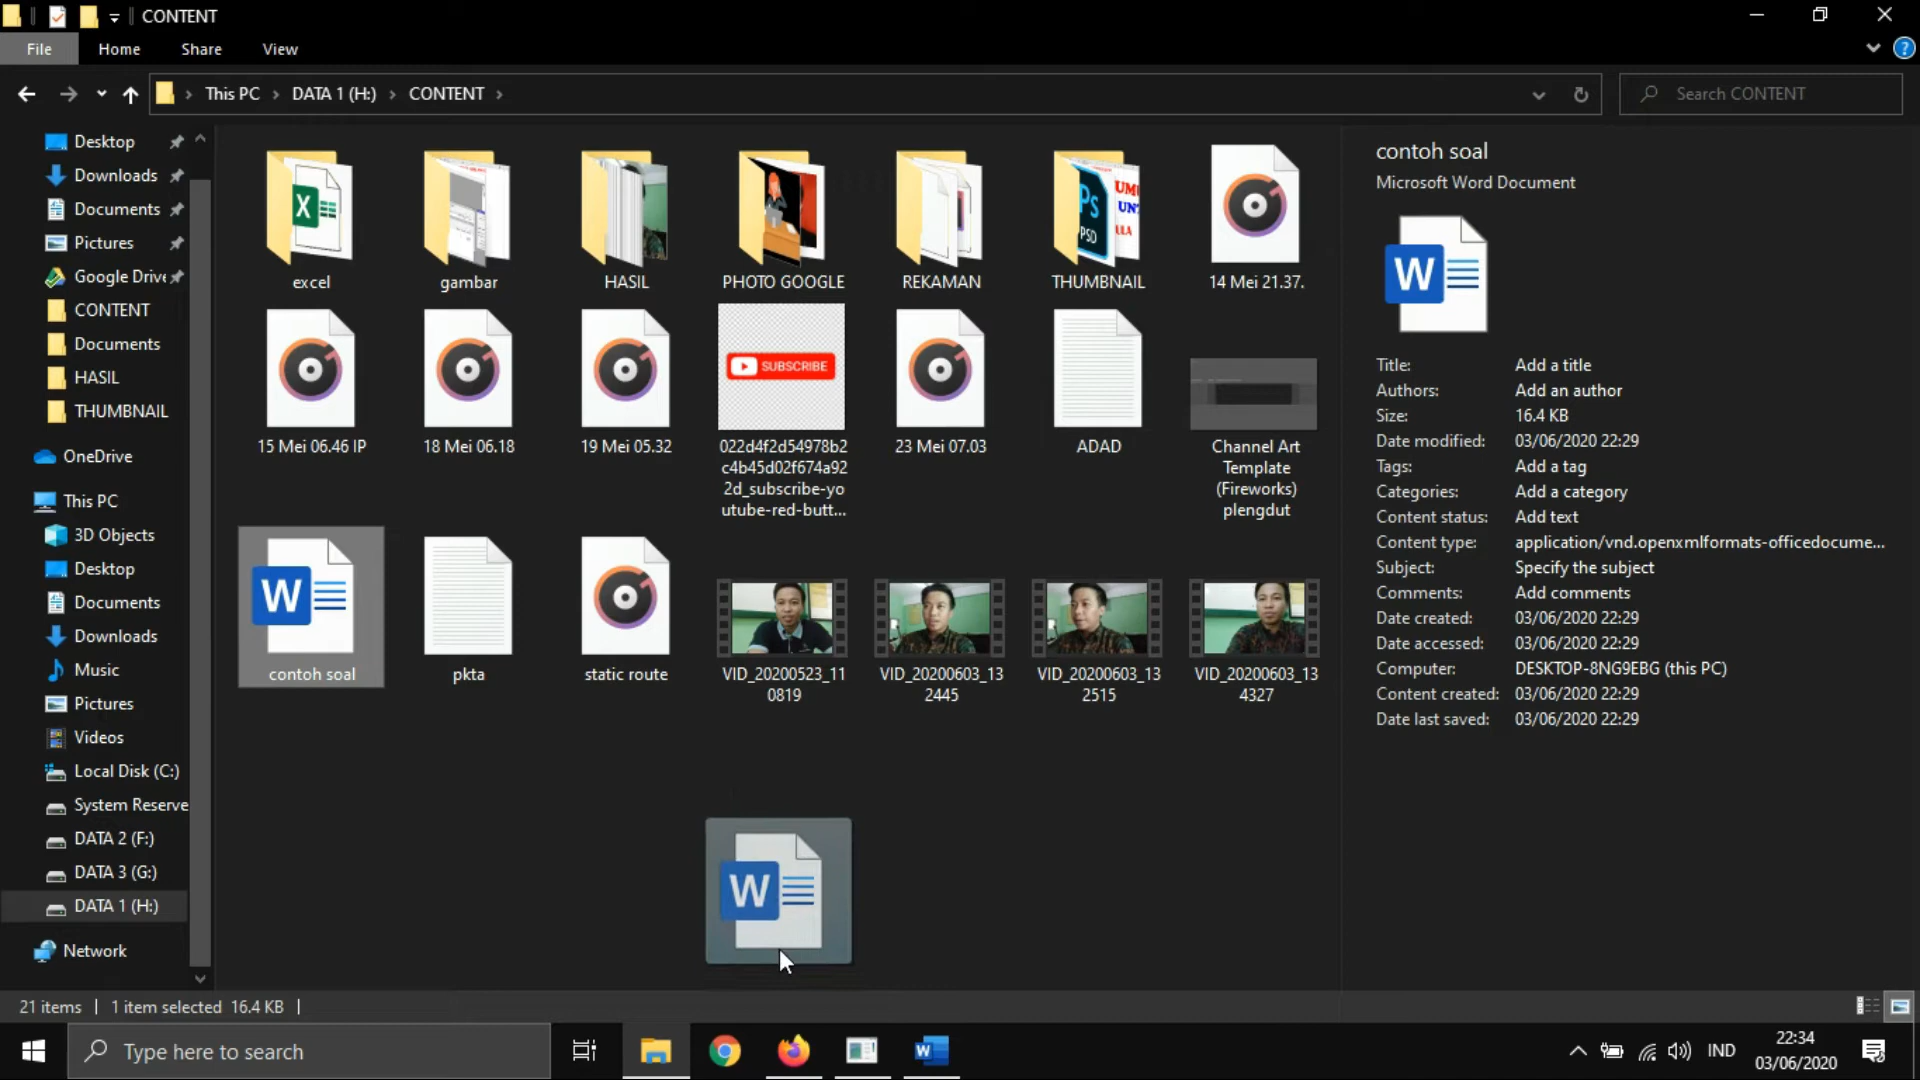 CONTENT
File Home Share View
This PC DATA 1 (H:) CONTENT
Search CONTENT
Desktop
Downloads
Documents
Pictures
Google Drive
CONTENT
Documents
HASIL
THUMBNAIL
OneDrive
This PC
3D Objects
Desktop
Documents
Downloads
Music
Pictures
Videos
Local Disk (C:)
System Reserve
DATA 2 (F:)
DATA 3 (G:)
DATA 1 (H:)
Network
excel gambar HASIL PHOTO GOOGLE REKAMAN THUMBNAIL 14 Mei 21.37.
SUBSCRIBE
15 Mei 06.46 IP 18 Mei 06.18 19 Mei 05.32 022d4f2d54978b2 23 Mei 07.03 ADAD Channel Art
c4b45d02f674a92 Template
2d_subscribe-yo (Fireworks)
utube-red-butt... plengdut
contoh soal pkta static route VID_20200523_11 VID_20200603_13 VID_20200603_13 VID_20200603_13
0819 2445 2515 4327
contoh soal
Microsoft Word Document
Title: Add a title
Authors: Add an author
Size: 16.4 KB
Date modified: 03/06/2020 22:29
Tags: Add a tag
Categories: Add a category
Content status: Add text
Content type: application/vnd.openxmlformats-officedocume...
Subject: Specify the subject
Comments: Add comments
Date created: 03/06/2020 22:29
Date accessed: 03/06/2020 22:29
Computer: DESKTOP-8NG9EBG (this PC)
Content created: 03/06/2020 22:29
Date last saved: 03/06/2020 22:29
21 items 1 item selected 16.4 KB
Type here to search
IND
22:34
03/06/2020